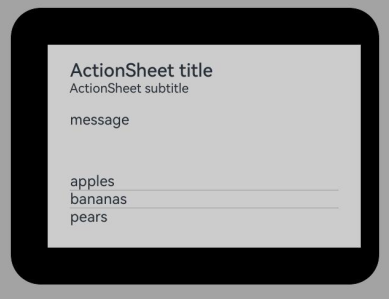 ActionSheet title
ActionSheet subtitle
message
apples
bananas
pears